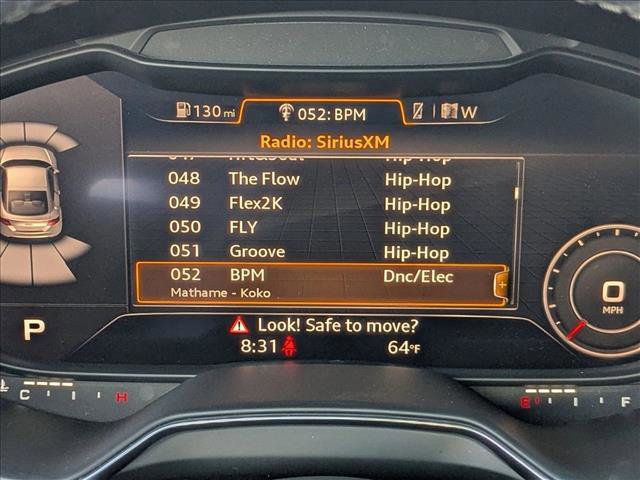 130 mi
052: BPM
W
Radio: SiriusXM
Hip-Hop
048 The Flow Hip-Hop
049 Flex2K Hip-Hop
050 FLY Hip-Hop
051 Groove Hip-Hop
052 BPM Dnc/Elec
Mathame - Koko
0
MPH
P
Look! Safe to move?
8:31 64°F
C H
E F